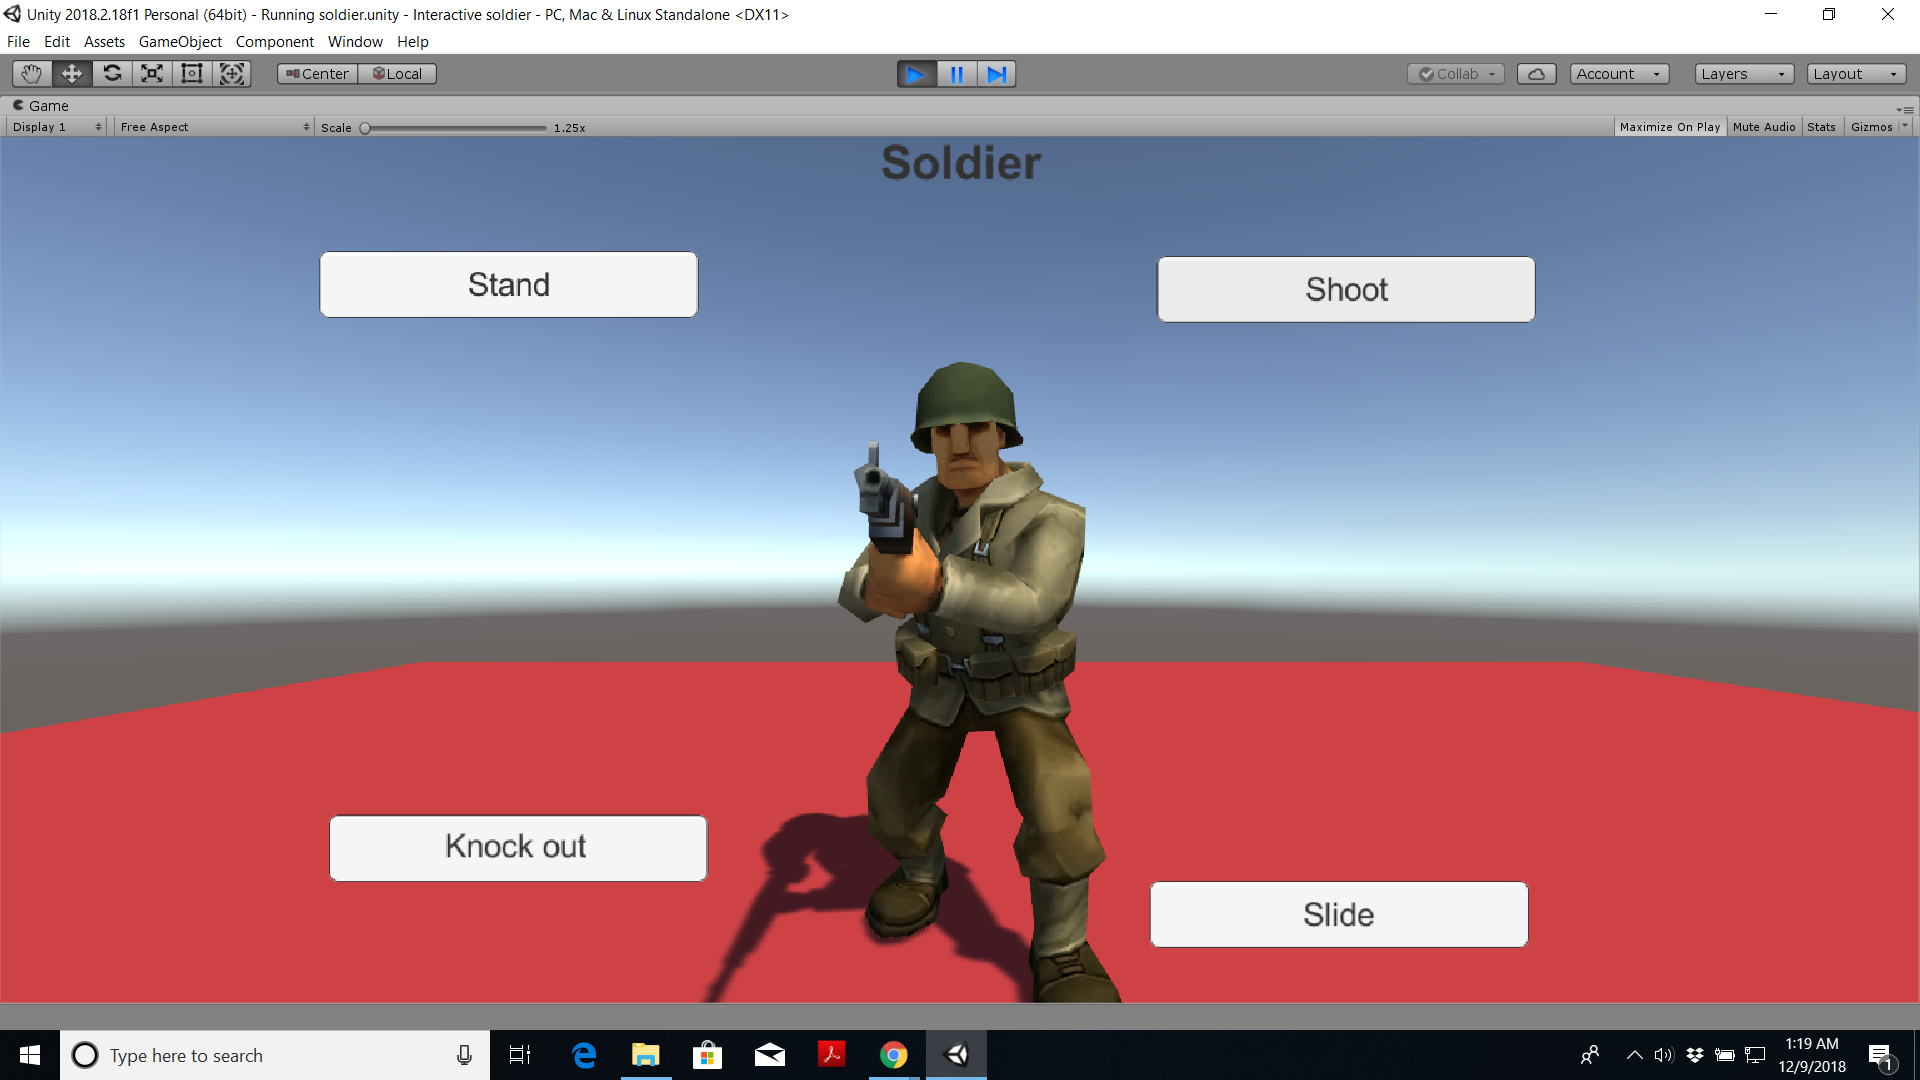 Unity 2018.2.18f1 Personal (64bit) - Running soldier.unity - Interactive soldier - PC, Mac & Linux Standalone <DX11>
File Edit Assets GameObject Component Window Help
Center Local Collab Account Layers Layout
Game
Display 1 Free Aspect Scale 1.25x Maximize On Play Mute Audio Stats Gizmos
Soldier
Stand
Shoot
Knock out
Slide
Type here to search
1:19 AM
12/9/2018
1